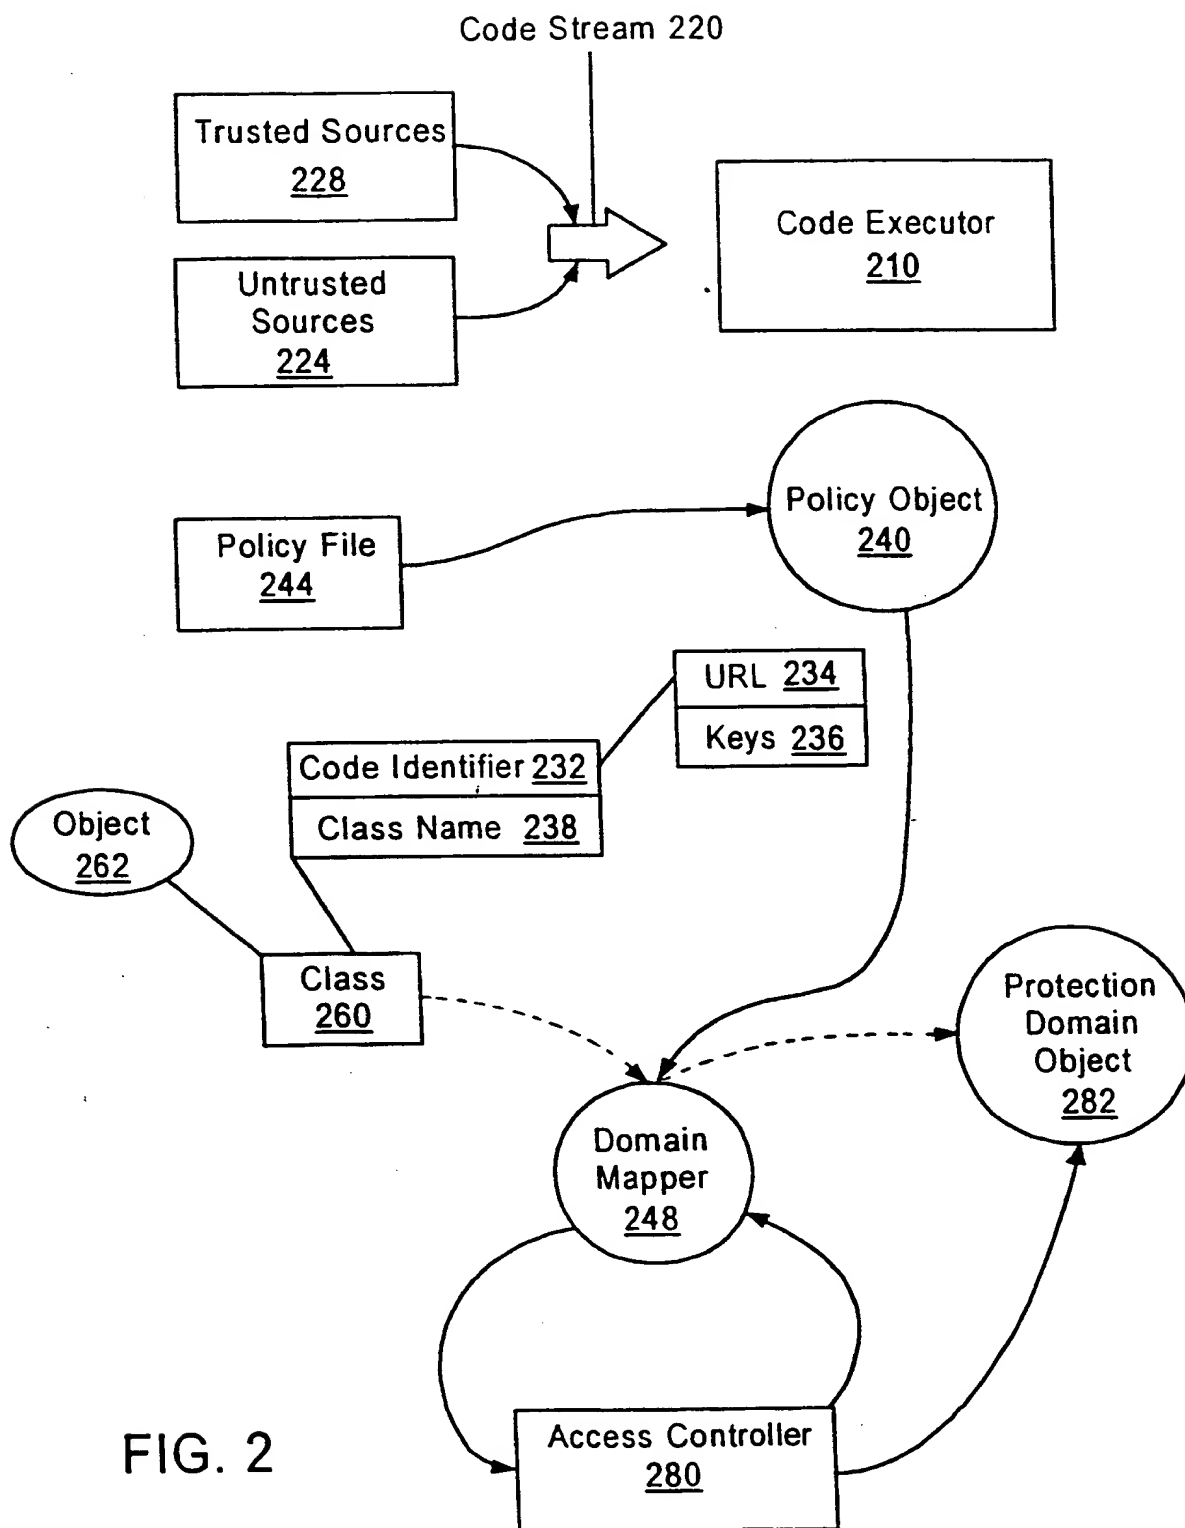 Code Stream 220
Trusted Sources
228
Code Executor
210
Untrusted
Sources
224
Policy Object
240
Policy File
244
URL 234
Keys 236
Code Identifier 232
Class Name 238
Object
262
Class
260
Protection
Domain
Object
282
Domain
Mapper
248
Access Controller
280
FIG. 2